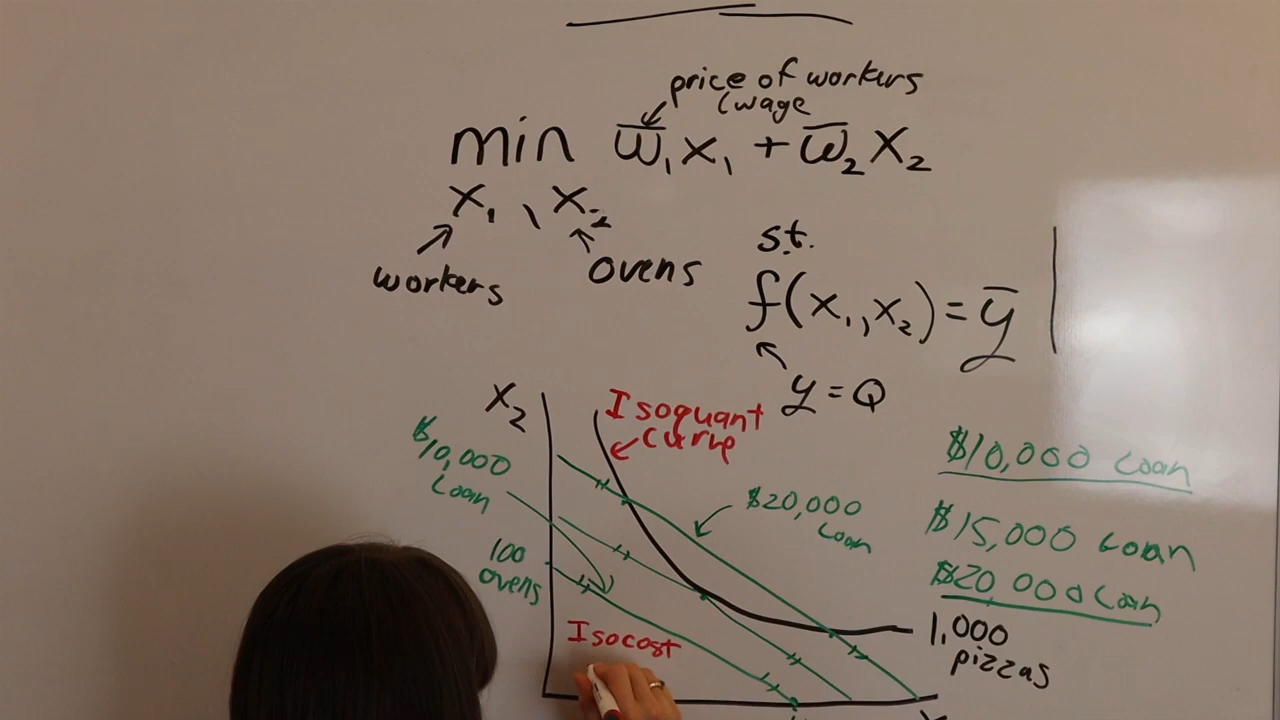 price of workers
(wage
min w̅₁x₁ + w̅₂x₂
x₁, x₂
workers
ovens
s.t.
f(x₁, x₂) = y̅
y = Q
x₂
Isoquant
curve
$10,000
Loan
$20,000
Loan
100
ovens
Isocost
1,000
pizzas
$10,000 Loan
$15,000 Loan
$20,000 Loan